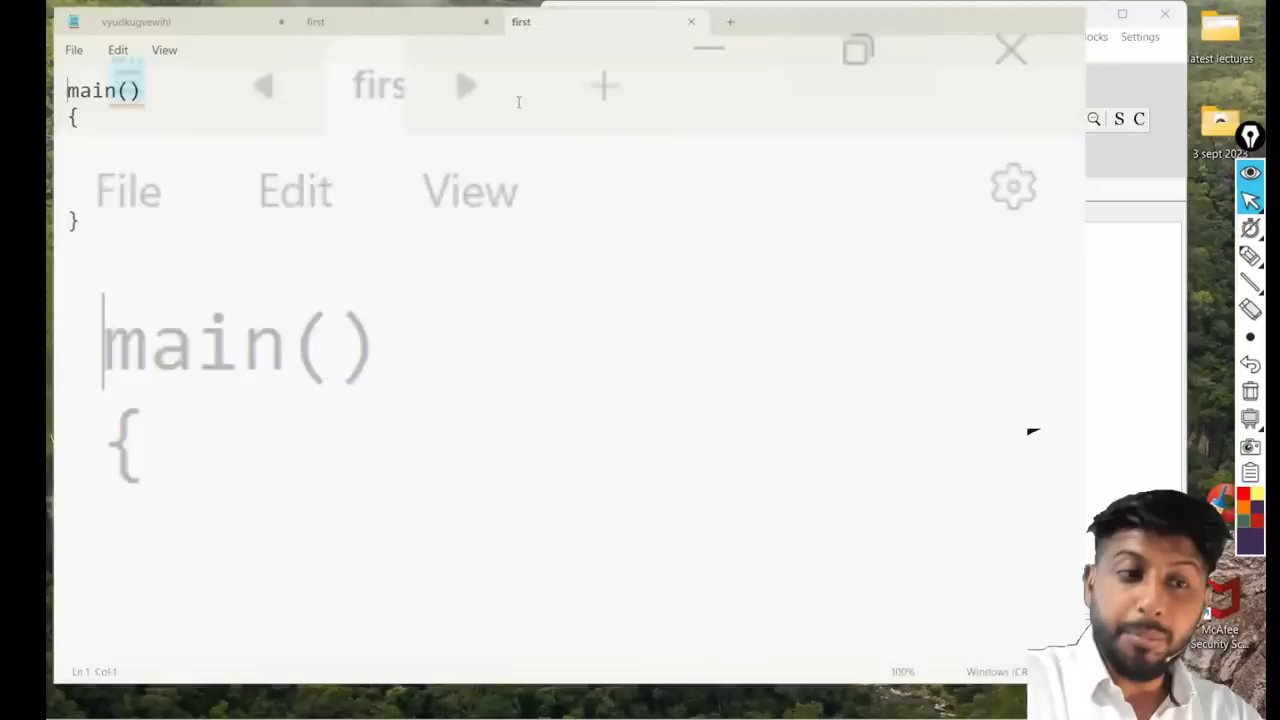 vyudkugvewihl
first
first
File Edit View
main()
{
}
firs
File Edit View
main()
{
Ln 1 Col 1
100%
Windows (CR
locks Settings
S C
latest lectures
3 sept 2023
McAfee
Security Sc...